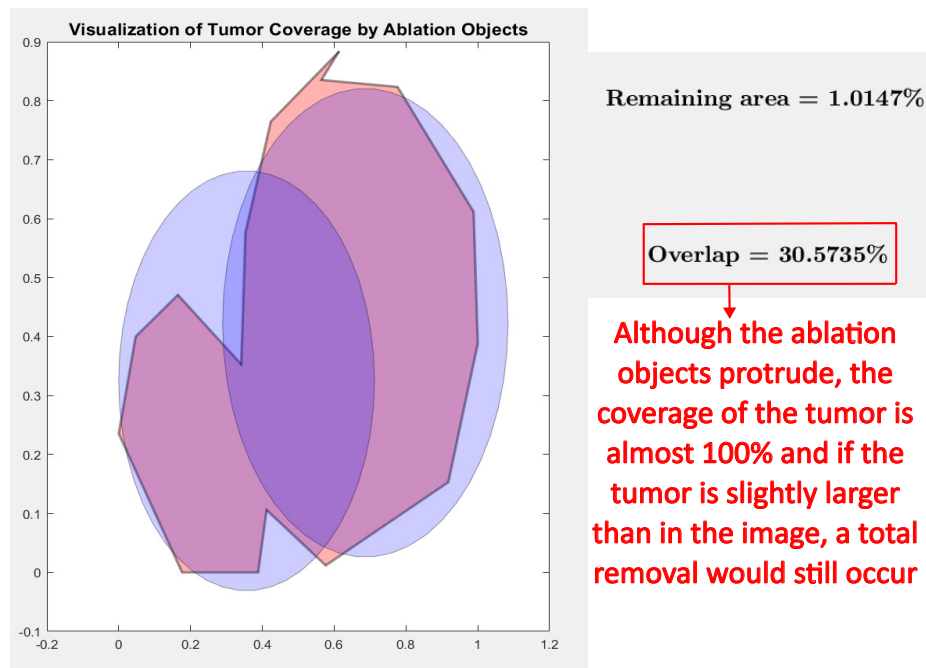 Visualization of Tumor Coverage by Ablation Objects
0.9
0.8
0.7
0.6
0.5
0.4
0.3
0.2
0.1
0
-0.1
-0.2
0
0.2
0.4
0.6
0.8
1
1.2
Remaining area = 1.0147%
Overlap = 30.5735%
Although the ablation
objects protrude, the
coverage of the tumor is
almost 100% and if the
tumor is slightly larger
than in the image, a total
removal would still occur